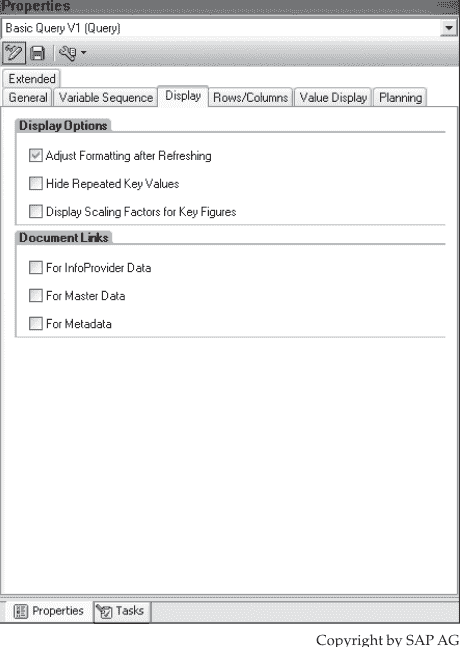 Properties
Basic Query V1 (Query)
Extended
General Variable Sequence Display Rows/Columns Value Display Planning
Display Options
Adjust Formatting after Refreshing
Hide Repeated Key Values
Display Scaling Factors for Key Figures
Document Links
For InfoProvider Data
For Master Data
For Metadata
Properties Tasks
Copyright by SAP AG